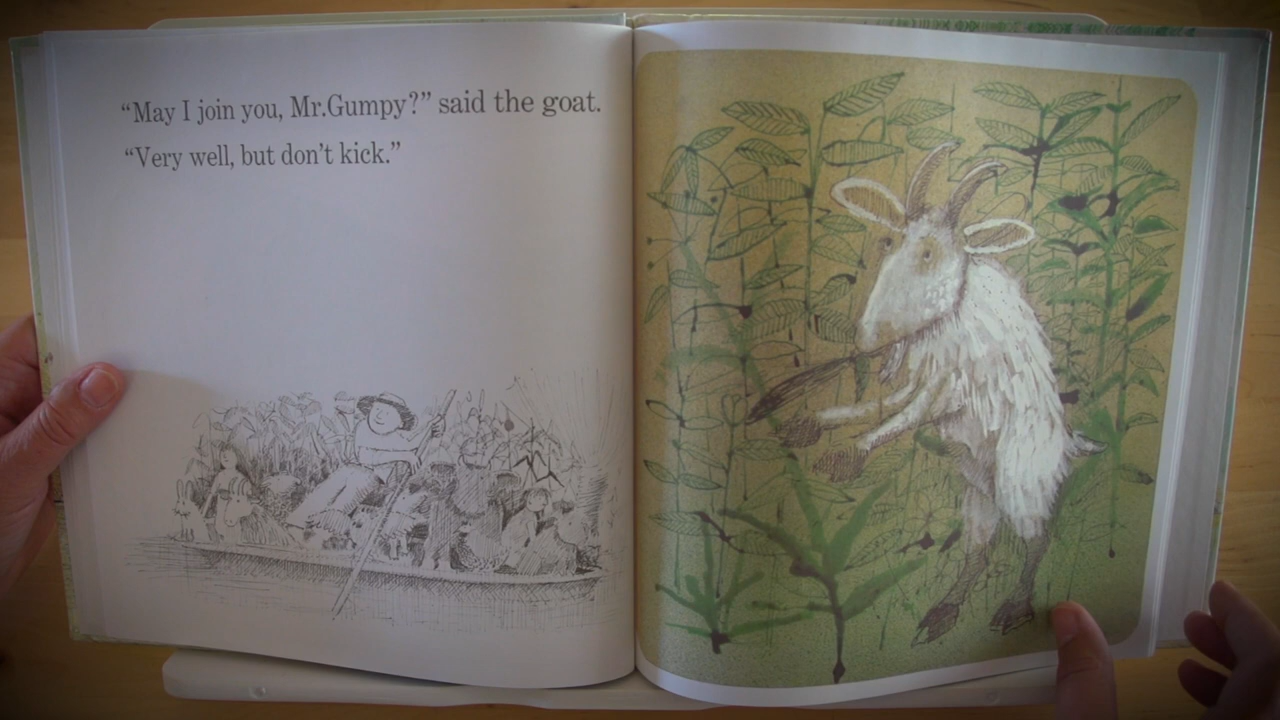 “May I join you, Mr.Gumpy?” said the goat.
“Very well, but don’t kick.”